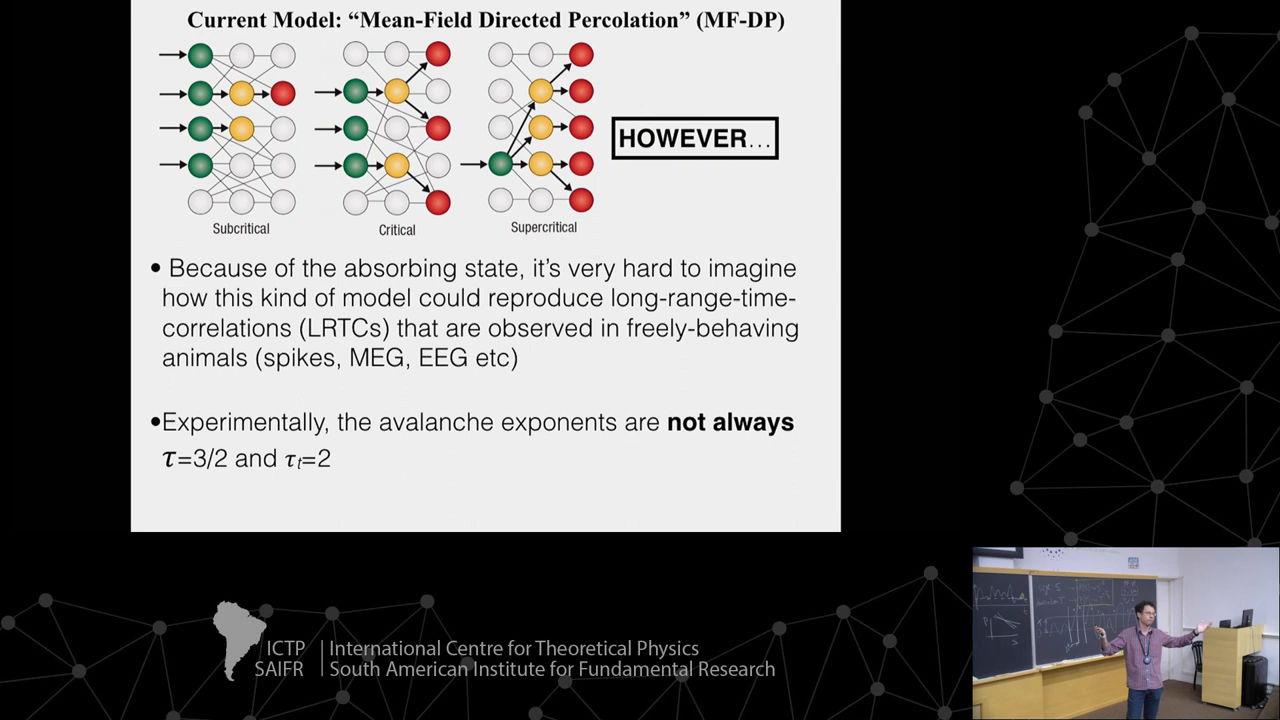 Current Model: “Mean-Field Directed Percolation” (MF-DP)
HOWEVER…
Subcritical
Critical
Supercritical
• Because of the absorbing state, it’s very hard to imagine
how this kind of model could reproduce long-range-time-
correlations (LRTCs) that are observed in freely-behaving
animals (spikes, MEG, EEG etc)
•Experimentally, the avalanche exponents are not always
τ=3/2 and τt=2
ICTP
SAIFR
International Centre for Theoretical Physics
South American Institute for Fundamental Research